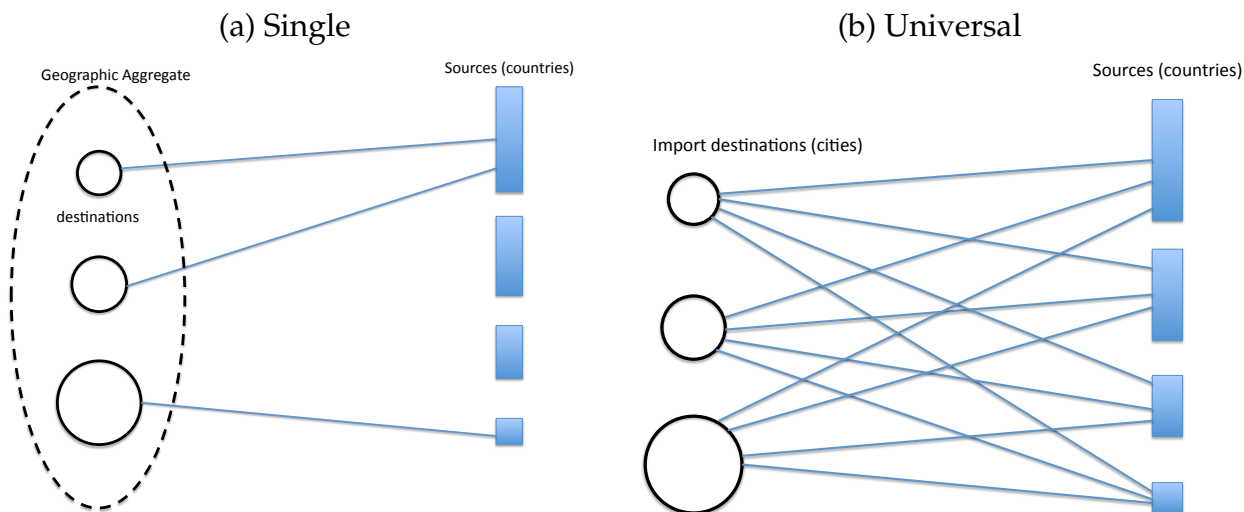 (a) Single
Geographic Aggregate
Sources (countries)
destinations
(b) Universal
Sources (countries)
Import destinations (cities)